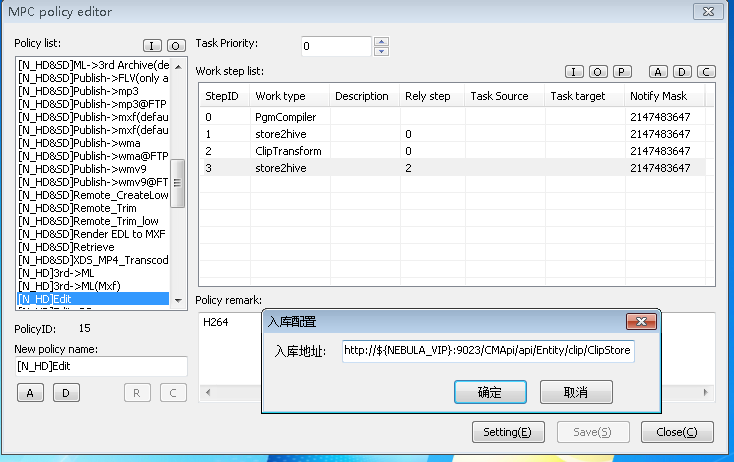 MPC policy editor
Policy list:
I
O
[N_HD&SD]ML->3rd Archive(de
[N_HD&SD]Publish->FLV(only a
[N_HD&SD]Publish->mp3
[N_HD&SD]Publish->mp3@FTP
[N_HD&SD]Publish->mxf(defau
[N_HD&SD]Publish->mxf(defau
[N_HD&SD]Publish->wma
[N_HD&SD]Publish->wma@FTP
[N_HD&SD]Publish->wmv9
[N_HD&SD]Publish->wmv9@FT
[N_HD&SD]Remote_CreateLow
[N_HD&SD]Remote_Trim
[N_HD&SD]Remote_Trim_low
[N_HD&SD]Render EDL to MXF
[N_HD&SD]Retrieve
[N_HD&SD]XDS_MP4_Transcod
[N_HD]3rd->ML
[N_HD]3rd->ML(Mxf)
[N_HD]Edit
PolicyID: 15
New policy name:
[N_HD]Edit
A D R C
Task Priority: 0
Work step list:
I O P A D C
StepID Work type Description Rely step Task Source Task target Notify Mask
0 PgmCompiler 2147483647
1 store2hive 0 2147483647
2 ClipTransform 0 2147483647
3 store2hive 2 2147483647
Policy remark:
H264
入库配置
入库地址: http://${NEBULA_VIP}:9023/CMApi/api/Entity/clip/ClipStore
确定 取消
Setting(E) Save(S) Close(C)